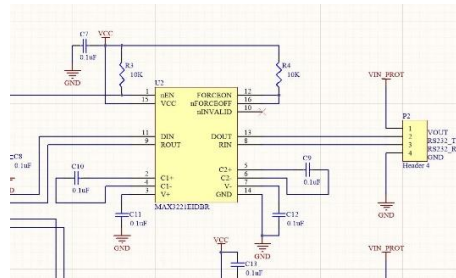 C7
VCC
0.1uF
GND
R3
10K
R4
10K
VIN_PROT
U2
1
nEN
FORCEON
12
15
VCC
nFORCEOFF
16
nINVALID
10
P2
11
DIN
DOUT
13
9
ROUT
RIN
8
1
2
3
4
VOUT
RS232_T
RS232_R
GND
Header 4
C8
0.1uF
C10
0.1uF
2
C1+
4
C1-
3
V+
C2+
5
C2-
6
V-
7
GND
14
C9
0.1uF
MAX3221EIDBR
C11
0.1uF
GND
C12
0.1uF
GND
GND
VCC
C13
0.1uF
VIN_PROT